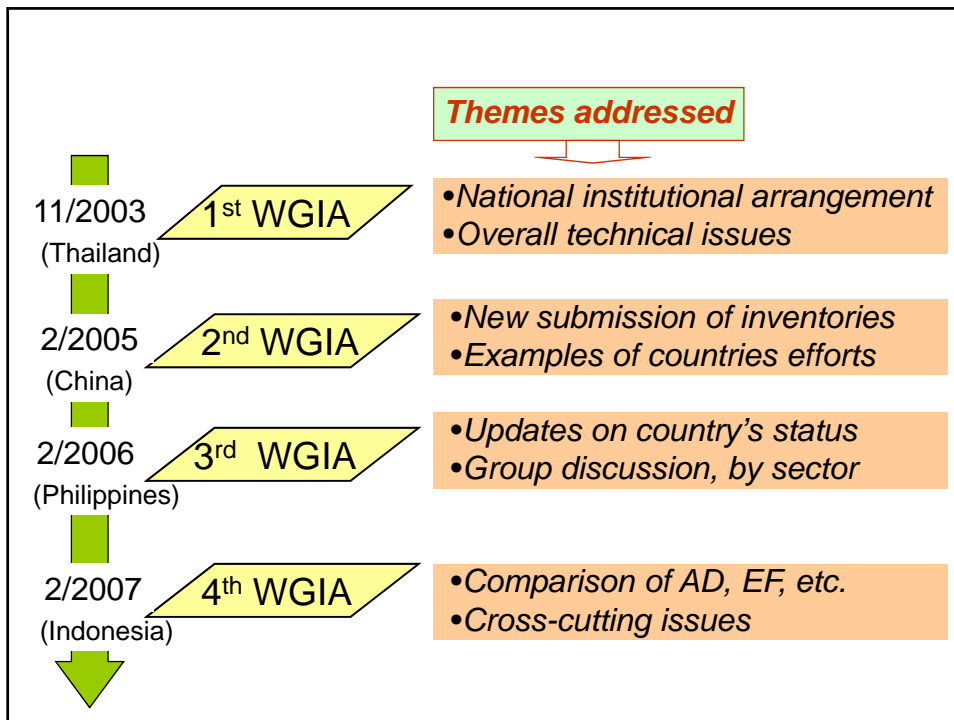 Themes addressed
11/2003
(Thailand)
1st WGIA
•National institutional arrangement
•Overall technical issues
2/2005
(China)
2nd WGIA
•New submission of inventories
•Examples of countries efforts
2/2006
(Philippines)
3rd WGIA
•Updates on country's status
•Group discussion, by sector
2/2007
(Indonesia)
4th WGIA
•Comparison of AD, EF, etc.
•Cross-cutting issues